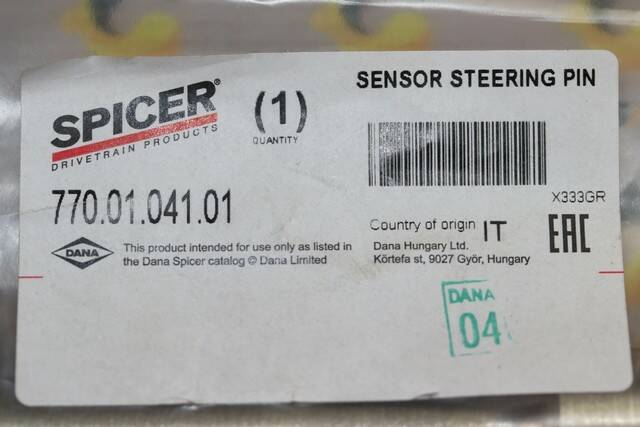 SPICER®
DRIVETRAIN PRODUCTS
(1)
QUANTITY
SENSOR STEERING PIN
770.01.041.01
X333GR
Country of origin IT
EAC
DANA
This product intended for use only as listed in
the Dana Spicer catalog © Dana Limited
Dana Hungary Ltd.
Körtefa st, 9027 Győr, Hungary
DANA
04